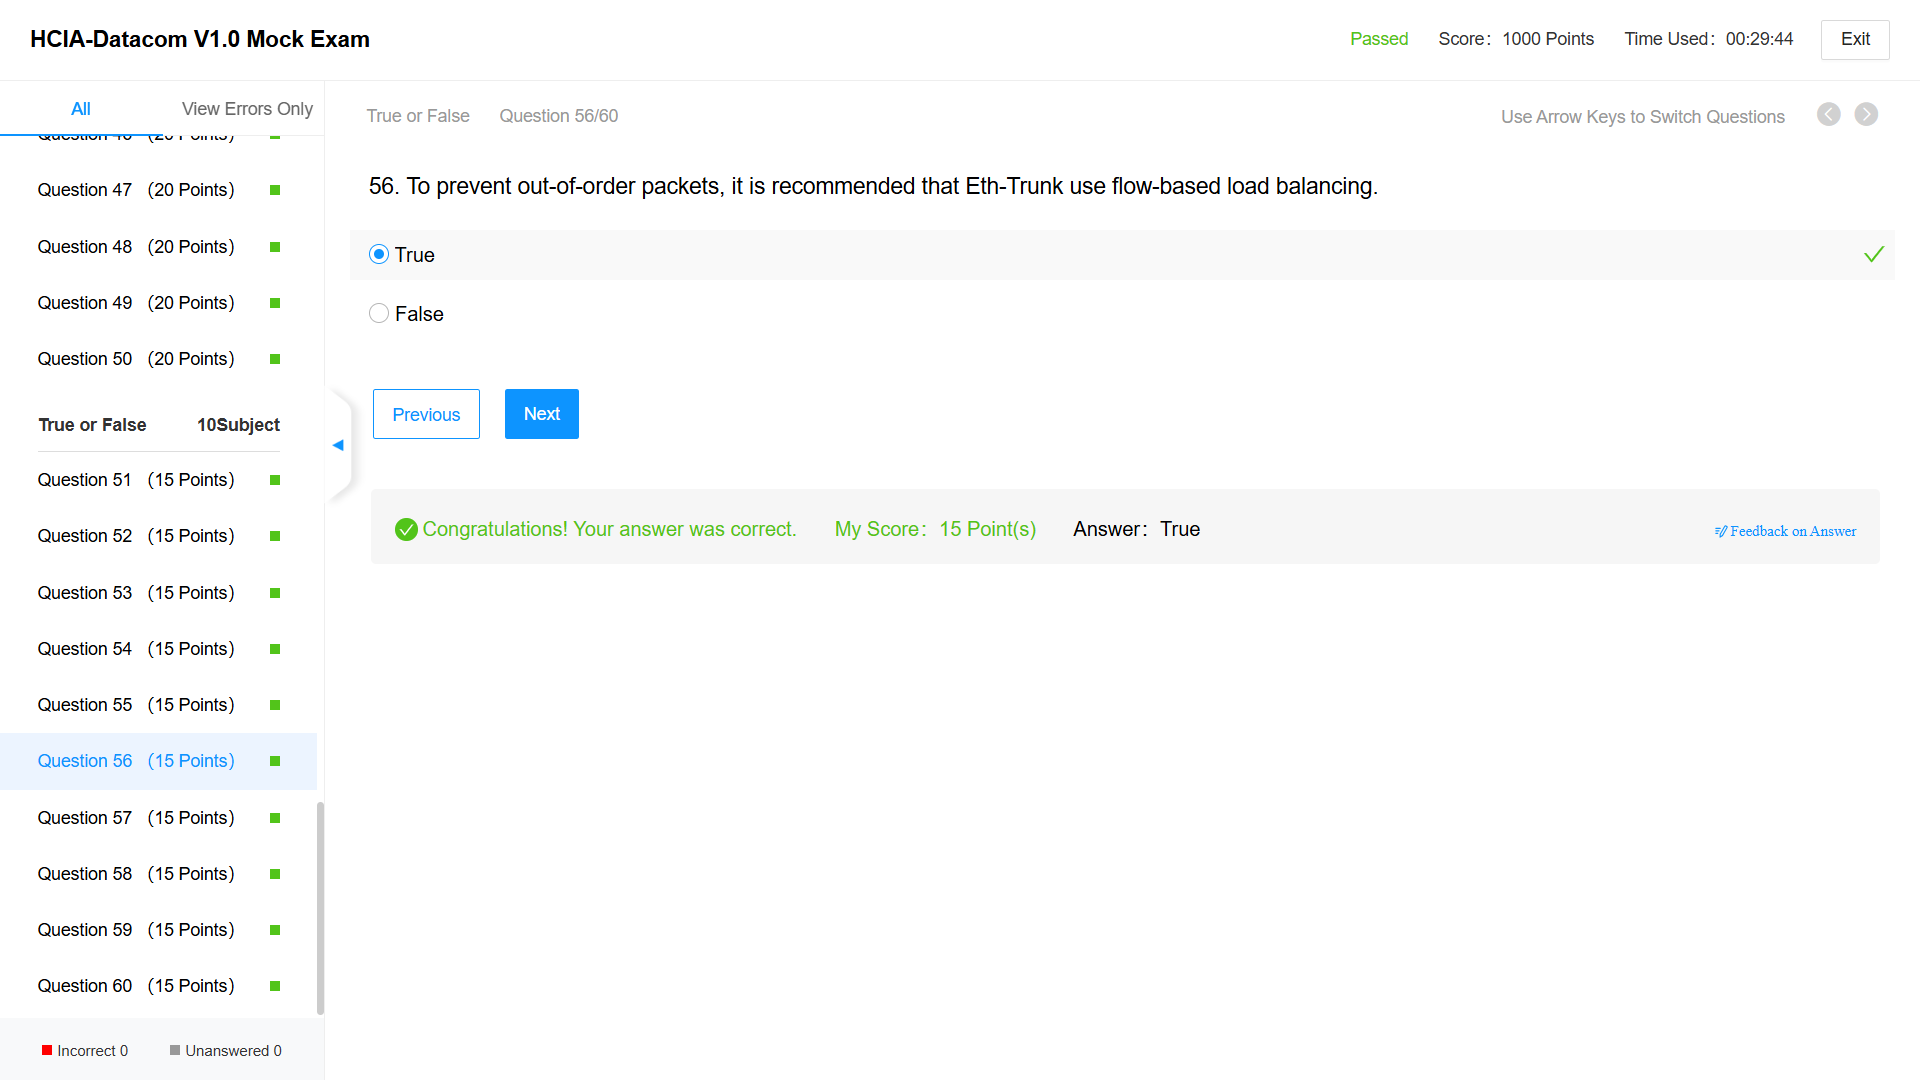 HCIA-Datacom V1.0 Mock Exam
Passed Score：1000 Points Time Used：00:29:44 Exit
All View Errors Only
True or False Question 56/60
Use Arrow Keys to Switch Questions
Question 47 （20 Points）
Question 48 （20 Points）
Question 49 （20 Points）
Question 50 （20 Points）
True or False 10Subject
Question 51 （15 Points）
Question 52 （15 Points）
Question 53 （15 Points）
Question 54 （15 Points）
Question 55 （15 Points）
Question 56 （15 Points）
Question 57 （15 Points）
Question 58 （15 Points）
Question 59 （15 Points）
Question 60 （15 Points）
Incorrect 0 Unanswered 0
56. To prevent out-of-order packets, it is recommended that Eth-Trunk use flow-based load balancing.
True
False
Previous Next
Congratulations! Your answer was correct. My Score：15 Point(s) Answer：True
Feedback on Answer